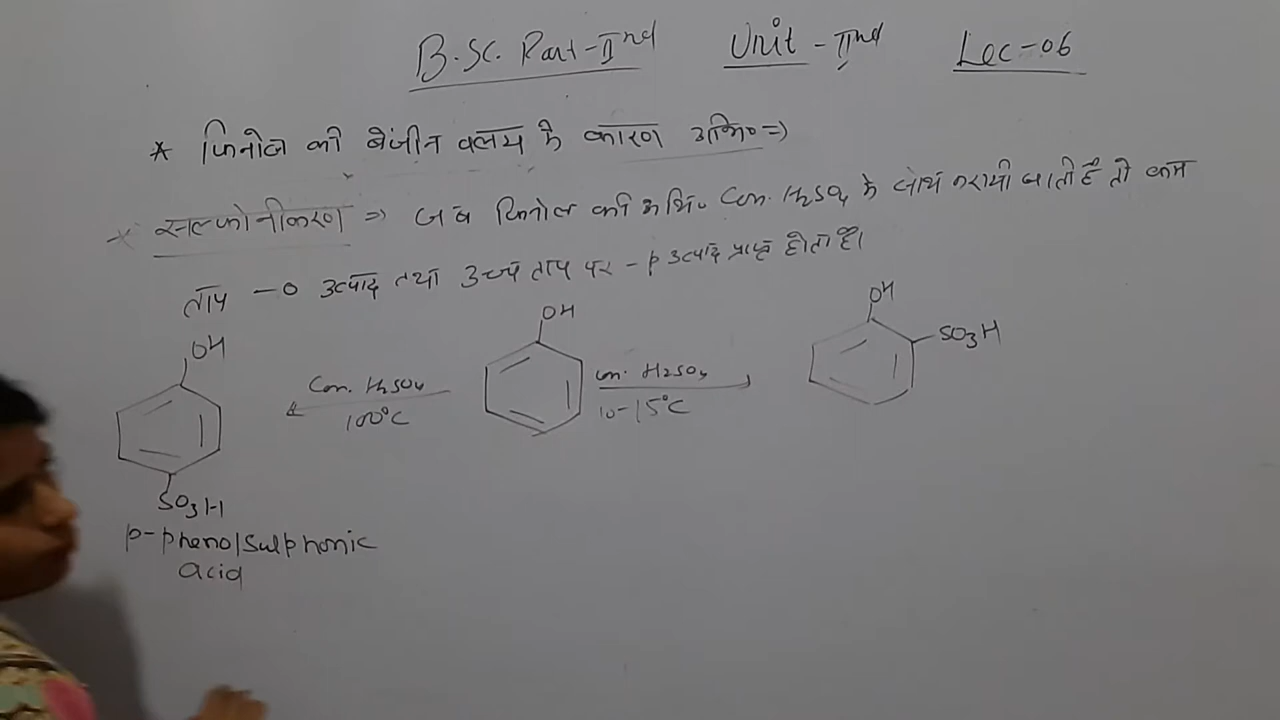 B.Sc. Part-IInd Unit-IInd Lec-06
* फिनोल की बेंजीन वलय के कारण अभि०⇒
* सल्फोनीकरण ⇒ जब फिनोल की अभि० Con. H2SO4 के साथ करायी जाती है तो कम
ताप -o उत्पाद तथा उच्च ताप पर -p उत्पाद प्राप्त होता है।
OH
OH
OH
SO3H
Con. H2SO4
100°C
Con. H2SO4
10-15°C
SO3H
p-phenolsulphonic
acid